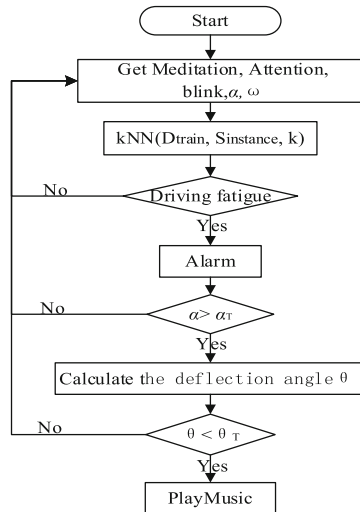 Start
Get Meditation, Attention,
blink,α, ω
kNN(Dtrain, Sinstance, k)
Driving fatigue
No
Yes
Alarm
α> αT
No
Yes
Calculate the deflection angle θ
θ < θT
No
Yes
PlayMusic